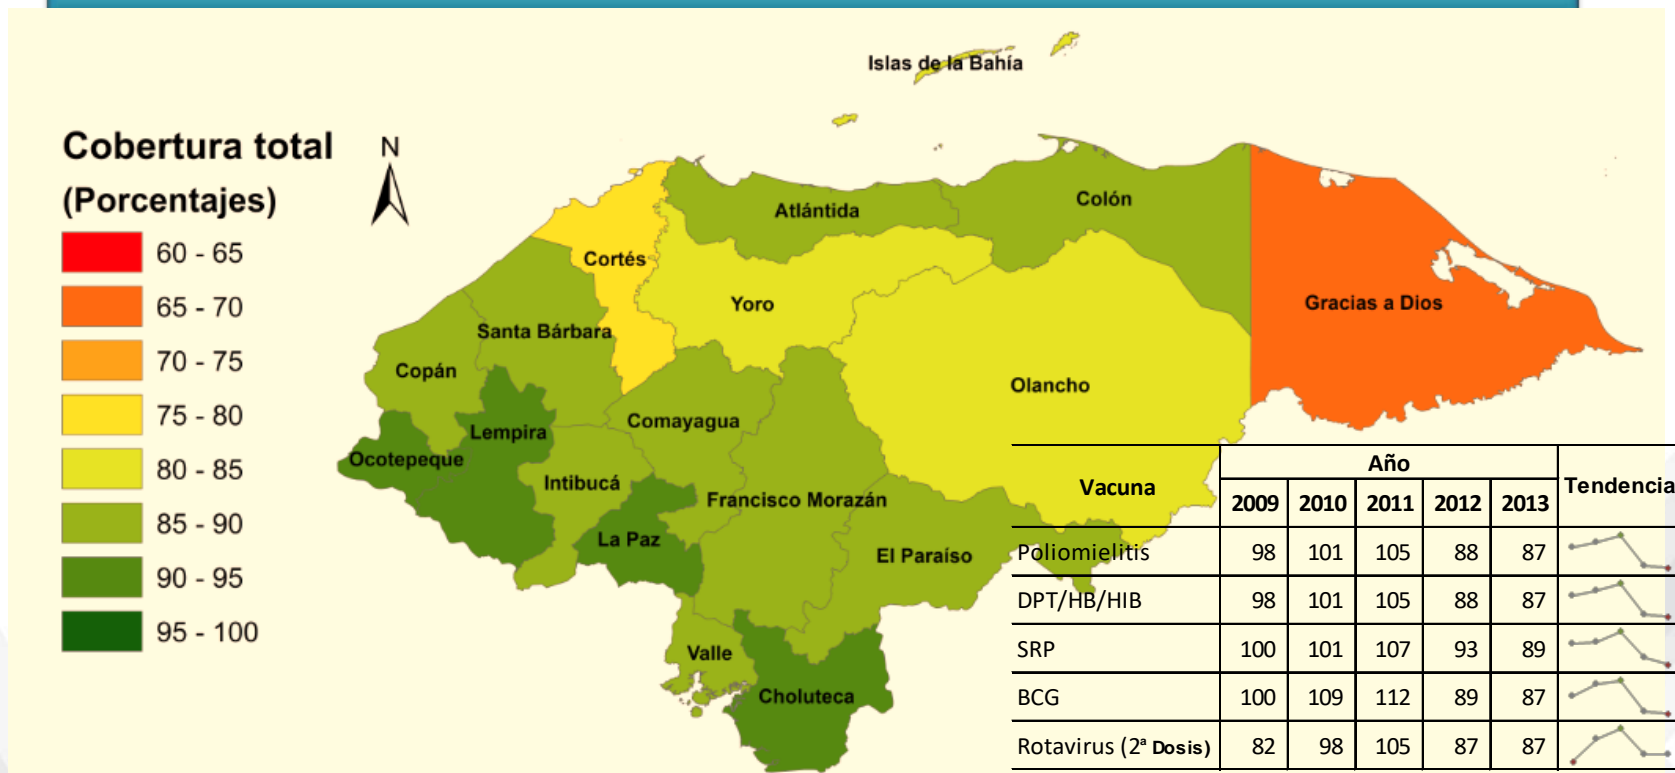 Islas de la Bahía
Cobertura total
(Porcentajes)
N
60 - 65
65 - 70
70 - 75
75 - 80
80 - 85
85 - 90
90 - 95
95 - 100
Atlántida
Colón
Cortés
Yoro
Gracias a Dios
Santa Bárbara
Copán
Olancho
Comayagua
Lempira
Ocotepeque
Intibucá
Francisco Morazán
La Paz
El Paraíso
Valle
Choluteca
Vacuna Año Tendencia
2009 2010 2011 2012 2013
Poliomielitis 98 101 105 88 87
DPT/HB/HIB 98 101 105 88 87
SRP 100 101 107 93 89
BCG 100 109 112 89 87
Rotavirus (2ª Dosis) 82 98 105 87 87